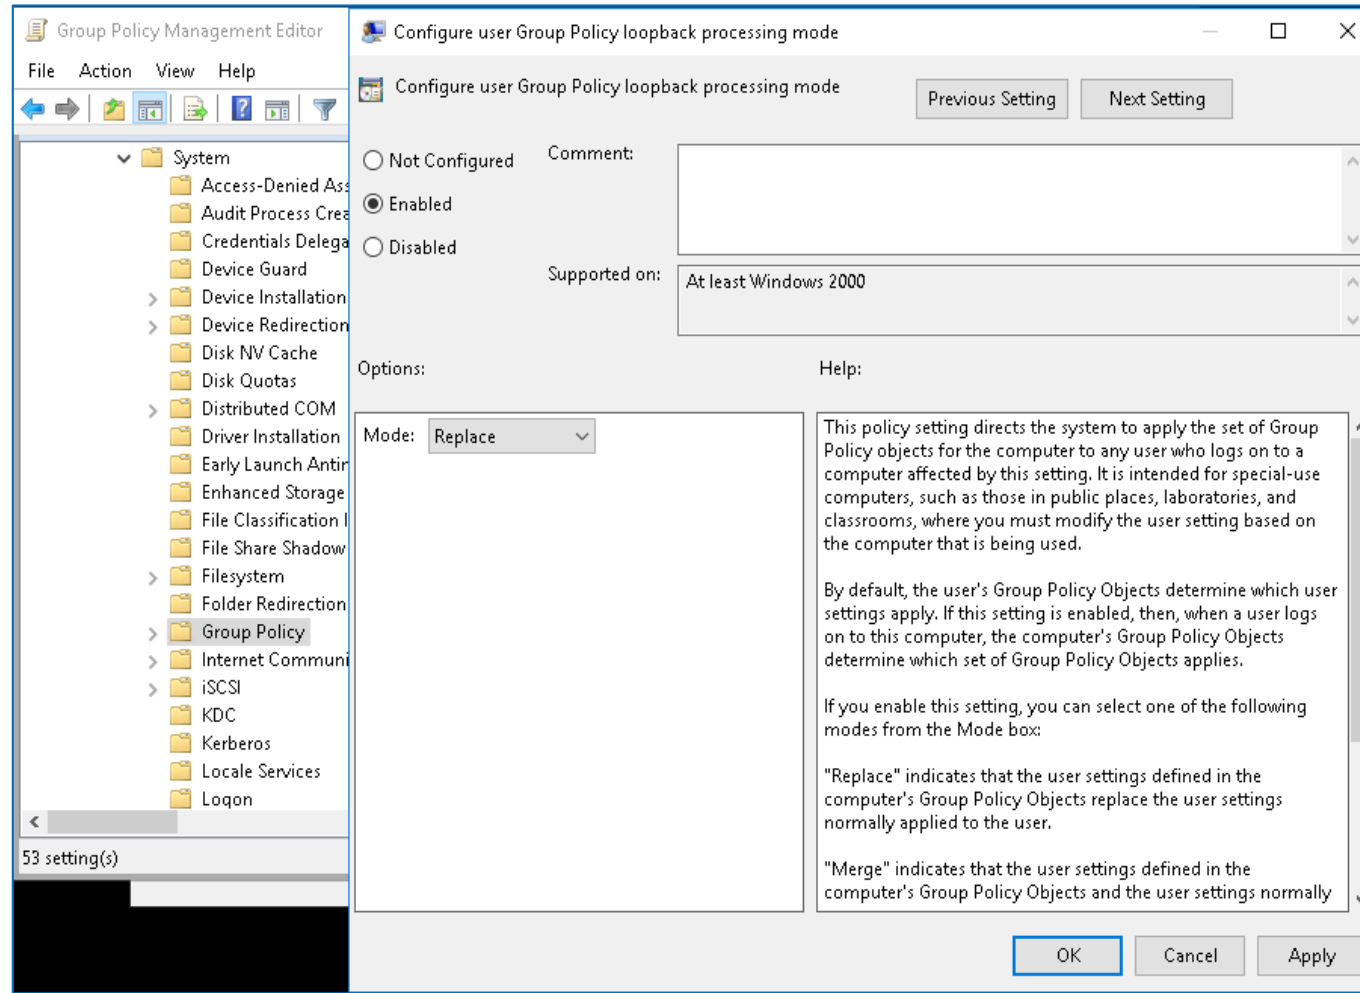 Group Policy Management Editor
File Action View Help
System
Access-Denied Ass
Audit Process Crea
Credentials Delega
Device Guard
Device Installation
Device Redirection
Disk NV Cache
Disk Quotas
Distributed COM
Driver Installation
Early Launch Antir
Enhanced Storage
File Classification I
File Share Shadow
Filesystem
Folder Redirection
Group Policy
Internet Communi
iSCSI
KDC
Kerberos
Locale Services
Logon
53 setting(s)
Configure user Group Policy loopback processing mode
Configure user Group Policy loopback processing mode
Previous Setting
Next Setting
Not Configured
Enabled
Disabled
Comment:
Supported on:
At least Windows 2000
Options:
Help:
Mode: Replace
This policy setting directs the system to apply the set of Group
Policy objects for the computer to any user who logs on to a
computer affected by this setting. It is intended for special-use
computers, such as those in public places, laboratories, and
classrooms, where you must modify the user setting based on
the computer that is being used.
By default, the user's Group Policy Objects determine which user
settings apply. If this setting is enabled, then, when a user logs
on to this computer, the computer's Group Policy Objects
determine which set of Group Policy Objects applies.
If you enable this setting, you can select one of the following
modes from the Mode box:
"Replace" indicates that the user settings defined in the
computer's Group Policy Objects replace the user settings
normally applied to the user.
"Merge" indicates that the user settings defined in the
computer's Group Policy Objects and the user settings normally
OK
Cancel
Apply